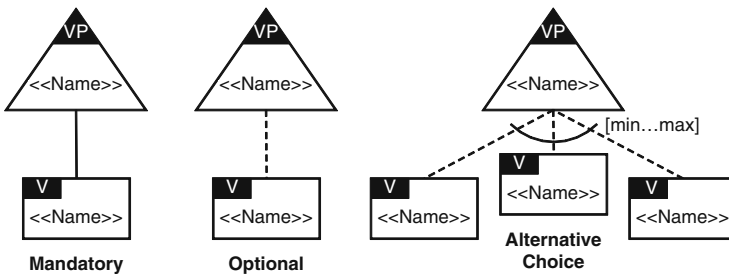 VP
<<Name>>
V
<<Name>>
Mandatory
VP
<<Name>>
V
<<Name>>
Optional
VP
<<Name>>
[min...max]
V
<<Name>>
V
<<Name>>
V
<<Name>>
Alternative
Choice